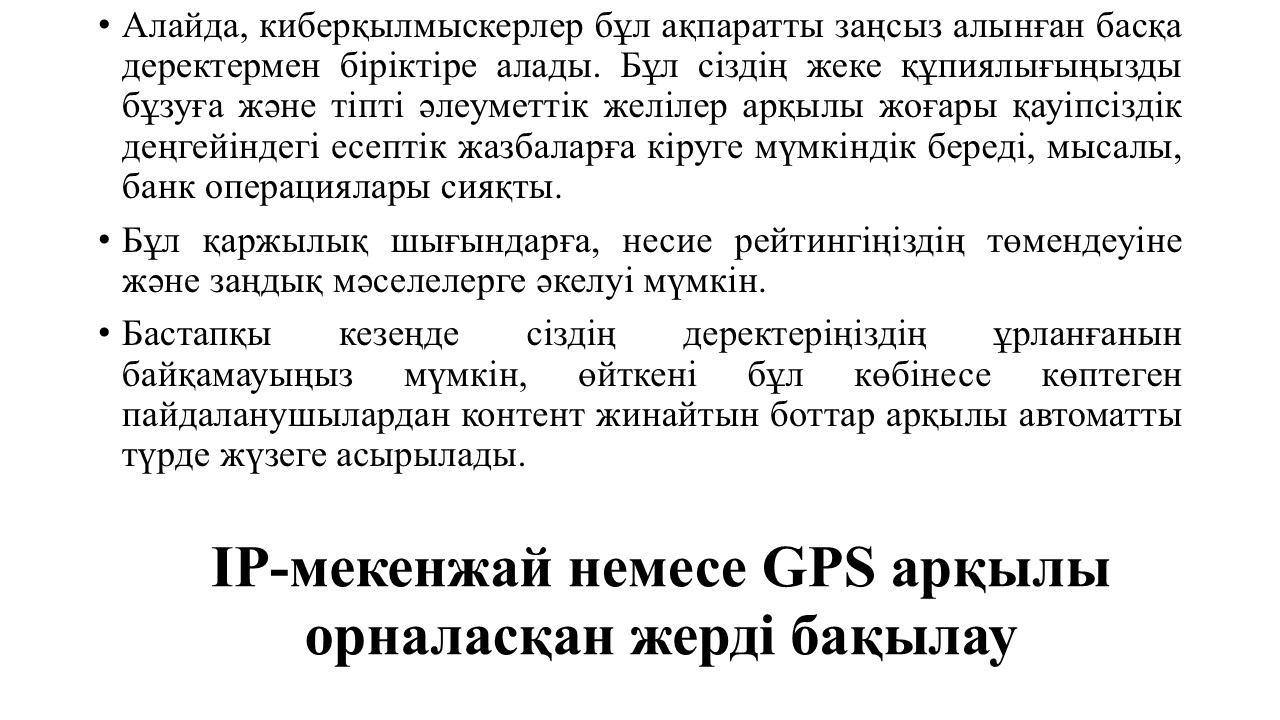 • Алайда, киберқылмыскерлер бұл ақпаратты заңсыз алынған басқа
деректермен біріктіре алады. Бұл сіздің жеке құпиялығыңызды
бұзуға және тіпті әлеуметтік желілер арқылы жоғары қауіпсіздік
деңгейіндегі есептік жазбаларға кіруге мүмкіндік береді, мысалы,
банк операциялары сияқты.
• Бұл қаржылық шығындарға, несие рейтингіңіздің төмендеуіне
және заңдық мәселелерге әкелуі мүмкін.
• Бастапқы кезеңде сіздің деректеріңіздің ұрланғанын
байқамауыңыз мүмкін, өйткені бұл көбінесе көптеген
пайдаланушылардан контент жинайтын боттар арқылы автоматты
түрде жүзеге асырылады.
IP-мекенжай немесе GPS арқылы
орналасқан жерді бақылау